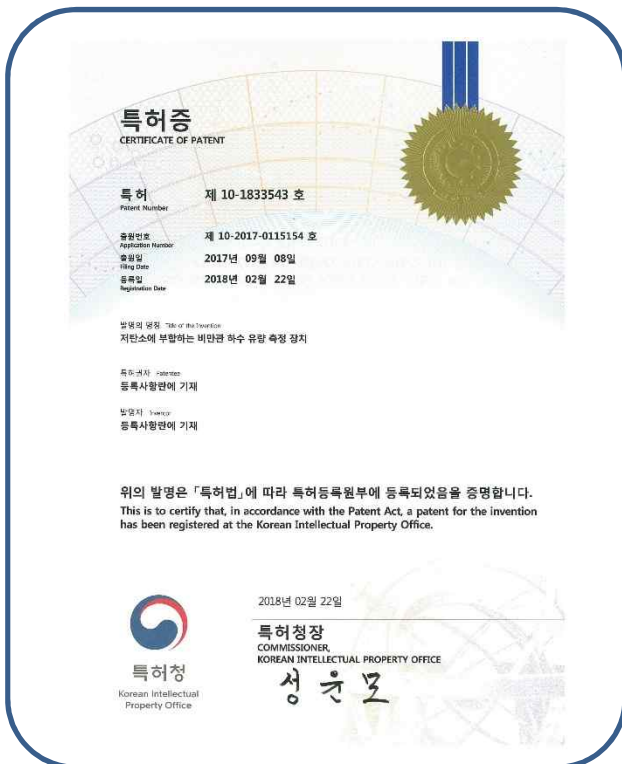 특허증
CERTIFICATE OF PATENT
특허 제 10-1833543 호
Patent Number
출원번호 제 10-2017-0115154 호
Application Number
출원일 2017년 09월 08일
Filing Date
등록일 2018년 02월 22일
Registration Date
발명의 명칭 Title of the Invention
저탄소에 부합하는 비만관 하수 유량 측정 장치
특허권자 Patentee
등록사항란에 기재
발명자 Inventor
등록사항란에 기재
위의 발명은 「특허법」에 따라 특허등록원부에 등록되었음을 증명합니다.
This is to certify that, in accordance with the Patent Act, a patent for the invention
has been registered at the Korean Intellectual Property Office.
2018년 02월 22일
특허청장
COMMISSIONER,
KOREAN INTELLECTUAL PROPERTY OFFICE
성윤모
특허청
Korean Intellectual
Property Office